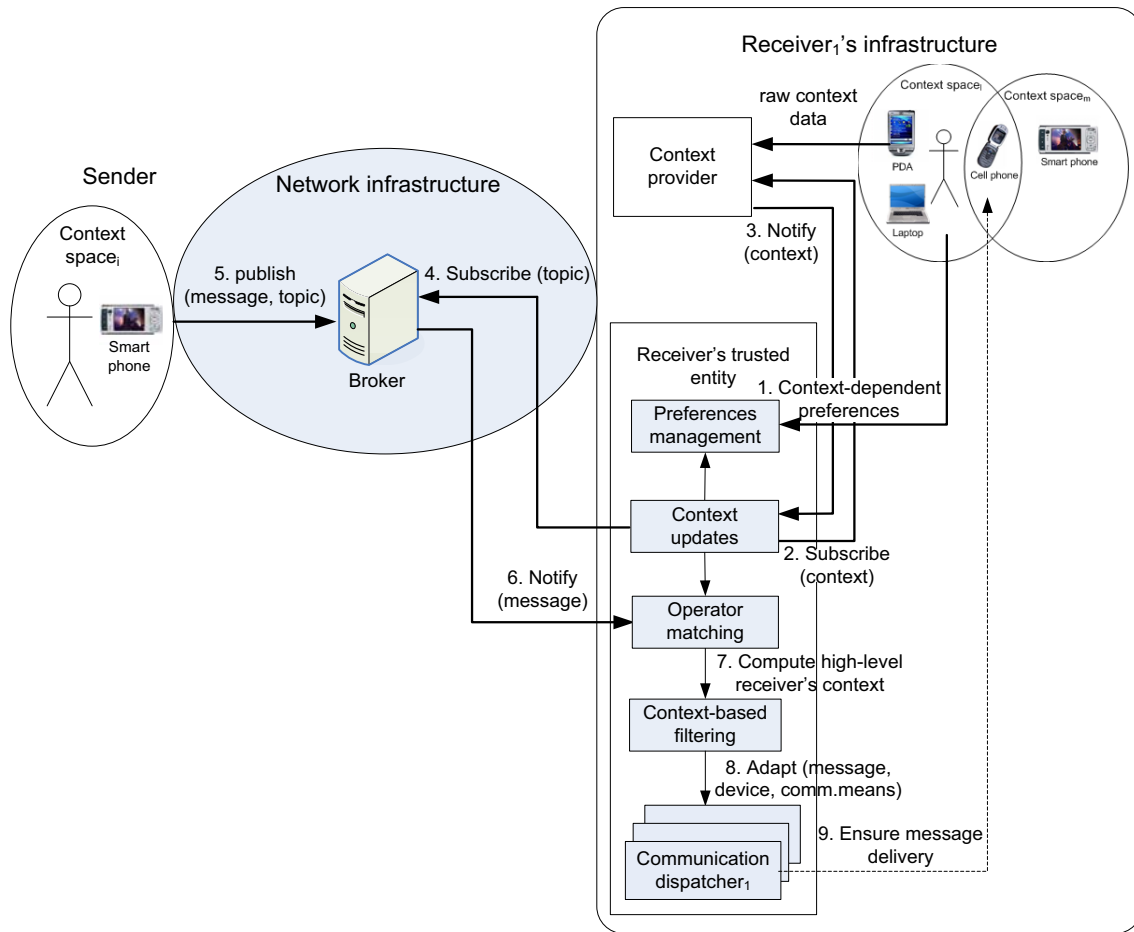 Receiver₁'s infrastructure
Context spaceₗ
Context spaceₘ
raw context
data
PDA
Cell phone
Smart phone
Laptop
Context
provider
Sender
Network infrastructure
Context
spaceᵢ
Smart
phone
5. publish
(message, topic)
4. Subscribe (topic)
Broker
3. Notify
(context)
Receiver's trusted
entity
1. Context-dependent
preferences
Preferences
management
Context
updates
2. Subscribe
(context)
6. Notify
(message)
Operator
matching
7. Compute high-level
receiver's context
Context-based
filtering
8. Adapt (message,
device, comm.means)
9. Ensure message
delivery
Communication
dispatcher₁